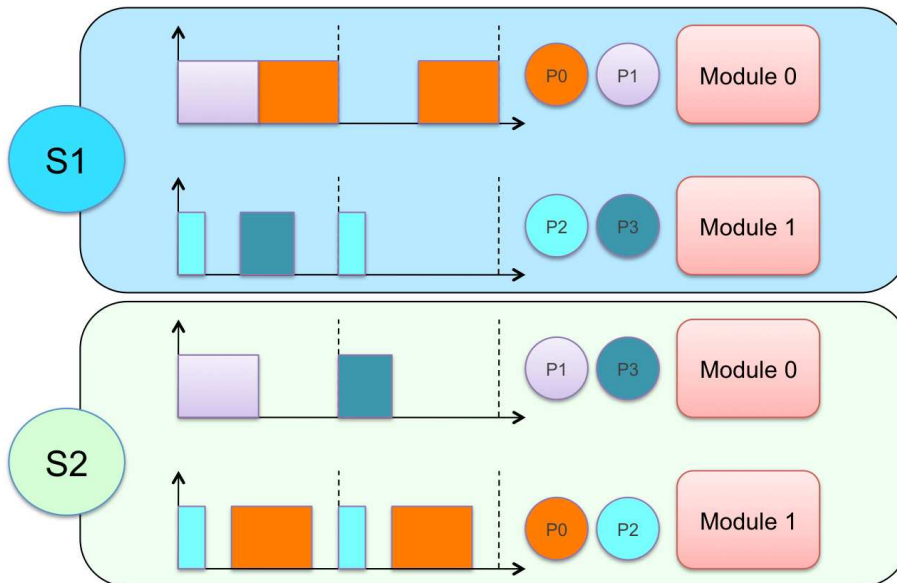 P0 P1 Module 0
S1
P2 P3 Module 1
P1 P3 Module 0
S2
P0 P2 Module 1